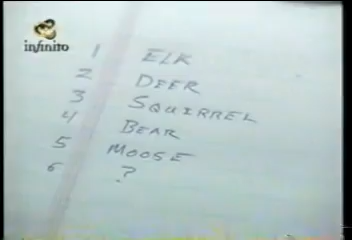 infinito
1 ELK
2 DEER
3 SQUIRREL
4 BEAR
5 MOOSE
6 ?